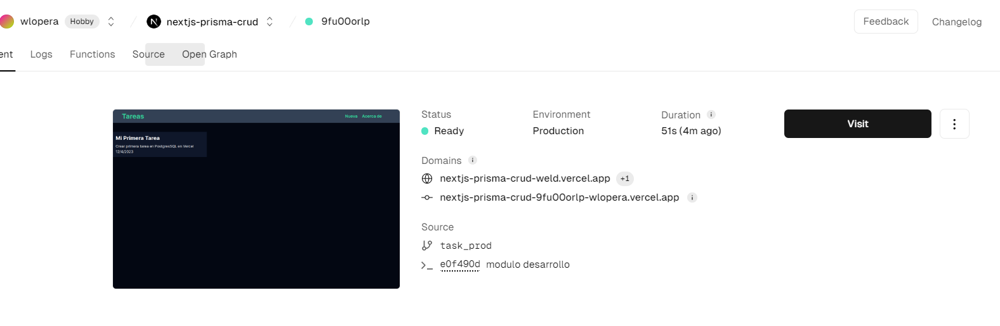 wlopera Hobby nextjs-prisma-crud 9fu00orlp Feedback Changelog
ent Logs Functions Source Open Graph
Tareas Nueva Acerca de
Mi Primera Tarea
Crear primera tarea en PostgresSQL en Vercel
12/4/2023
Status Environment Duration
Ready Production 51s (4m ago)
Visit
Domains
nextjs-prisma-crud-weld.vercel.app +1
nextjs-prisma-crud-9fu00orlp-wlopera.vercel.app
Source
task_prod
e0f490d modulo desarrollo